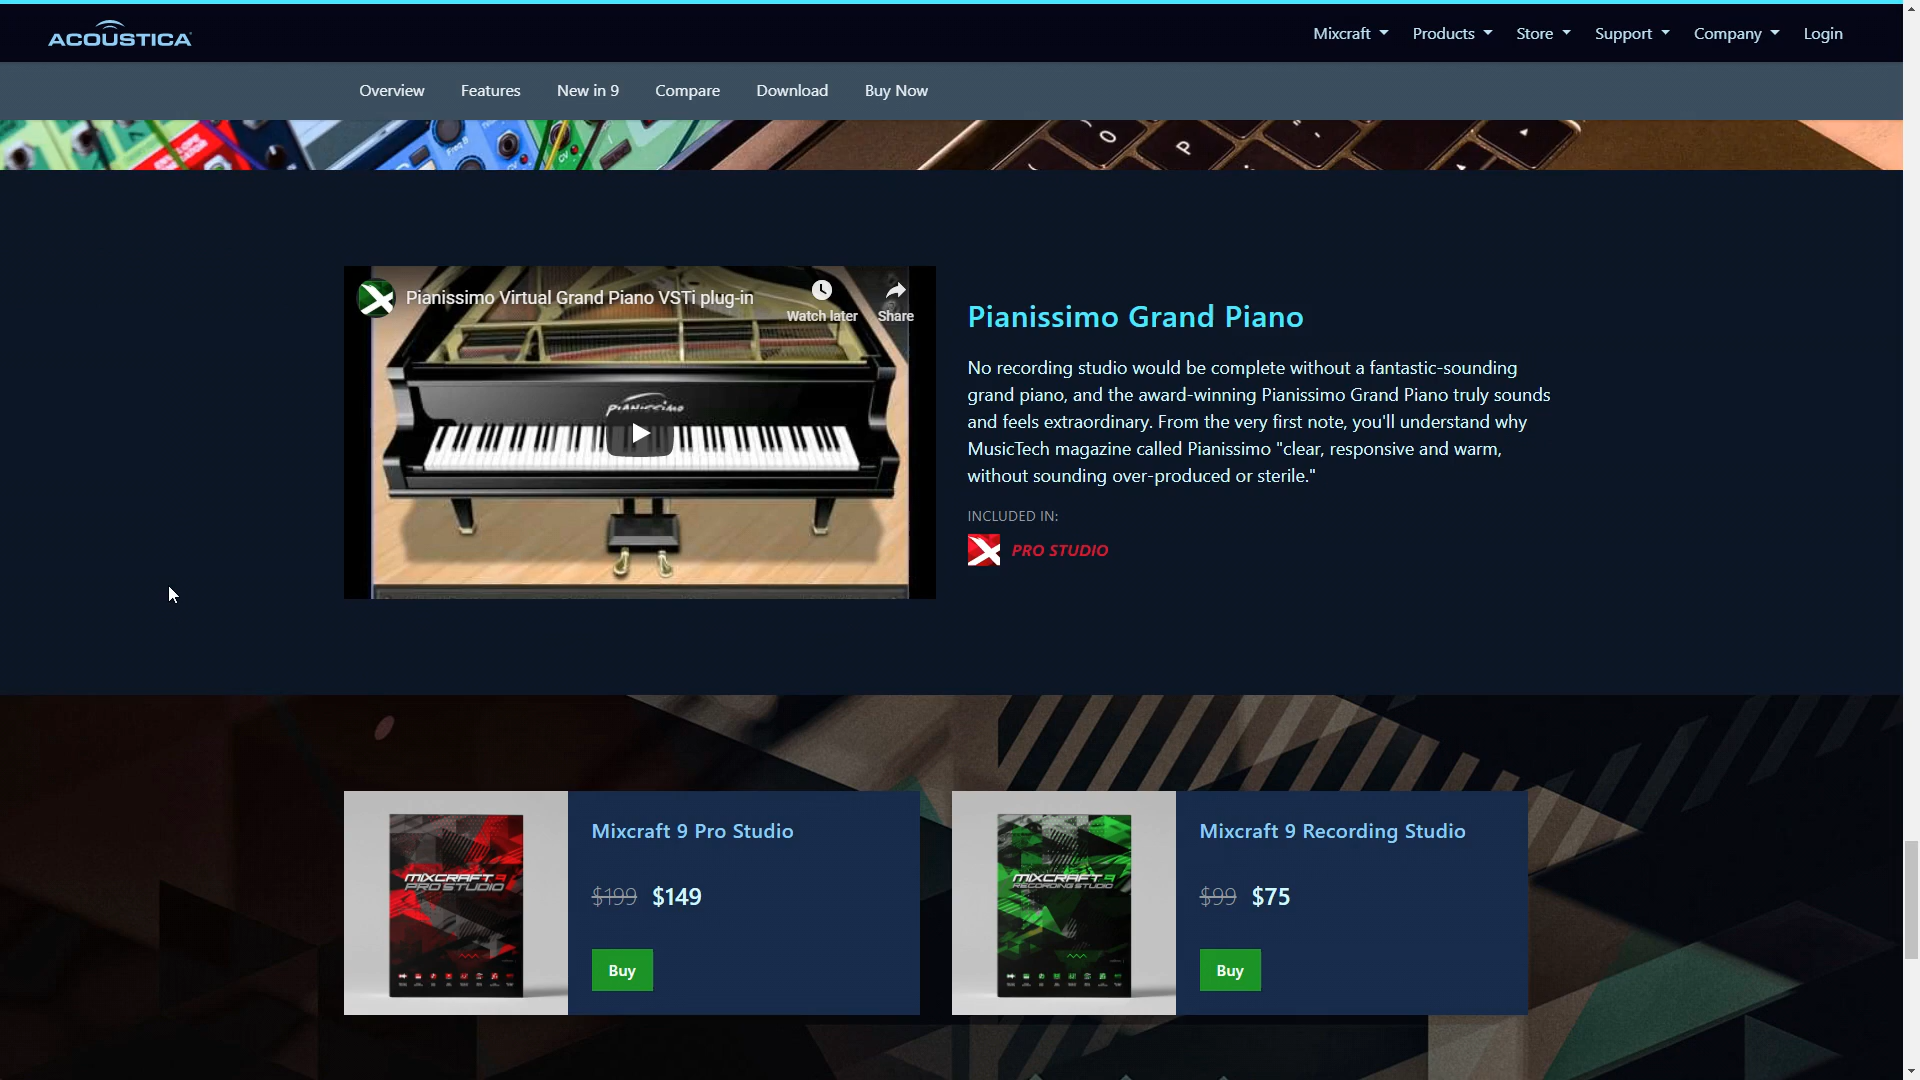 ACOUSTICA
Mixcraft
Products
Store
Support
Company
Login
Overview
Features
New in 9
Compare
Download
Buy Now
Freq B
CV
CV
O
P
Pianissimo Virtual Grand Piano VSTi plug-in
Watch later
Share
PIANISSIMO
Pianissimo Grand Piano
No recording studio would be complete without a fantastic-sounding
grand piano, and the award-winning Pianissimo Grand Piano truly sounds
and feels extraordinary. From the very first note, you'll understand why
MusicTech magazine called Pianissimo "clear, responsive and warm,
without sounding over-produced or sterile."
INCLUDED IN:
PRO STUDIO
MIXCRAFT 9
PRO STUDIO
Mixcraft 9 Pro Studio
$199 $149
Buy
MIXCRAFT 9
RECORDING STUDIO
Mixcraft 9 Recording Studio
$99 $75
Buy